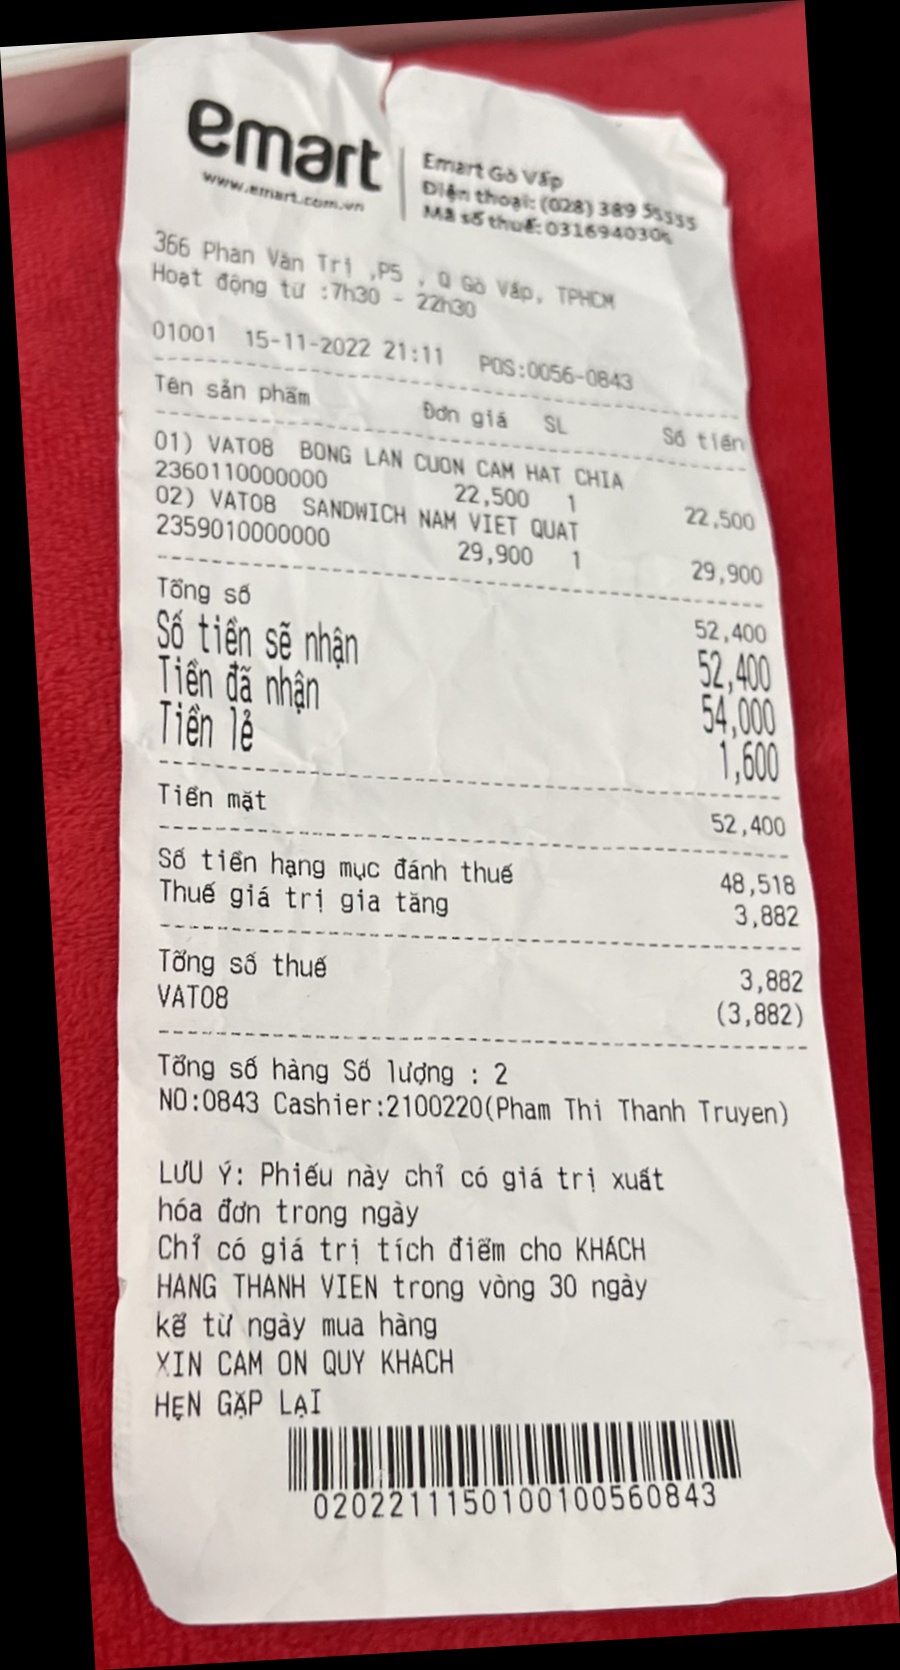 emart
www.emart.com.vn
Emart Gò Vấp
Điện thoại: (028) 389 55555
Mã số thuế: 0316940306
366 Phan Văn Trị ,P5 , Q Gò Vấp, TPHCM
Hoạt động từ :7h30 - 22h30
01001 15-11-2022 21:11 POS:0056-0843
Tên sản phẩm Đơn giá SL Số tiền
01) VAT08 BONG LAN CUON CAM HAT CHIA
2360110000000 22,500 1 22,500
02) VAT08 SANDWICH NAM VIET QUAT
2359010000000 29,900 1 29,900
Tổng số 52,400
Số tiền sẽ nhận 52,400
Tiền đã nhận 54,000
Tiền lẻ 1,600
Tiền mặt 52,400
Số tiền hạng mục đánh thuế 48,518
Thuế giá trị gia tăng 3,882
Tổng số thuế 3,882
VAT08 (3,882)
Tổng số hàng Số lượng : 2
NO:0843 Cashier:2100220(Pham Thi Thanh Truyen)
LƯU Ý: Phiếu này chỉ có giá trị xuất
hóa đơn trong ngày
Chỉ có giá trị tích điểm cho KHÁCH
HANG THANH VIEN trong vòng 30 ngày
kể từ ngày mua hàng
XIN CAM ON QUY KHACH
HẸN GẶP LẠI
0202211150100100560843